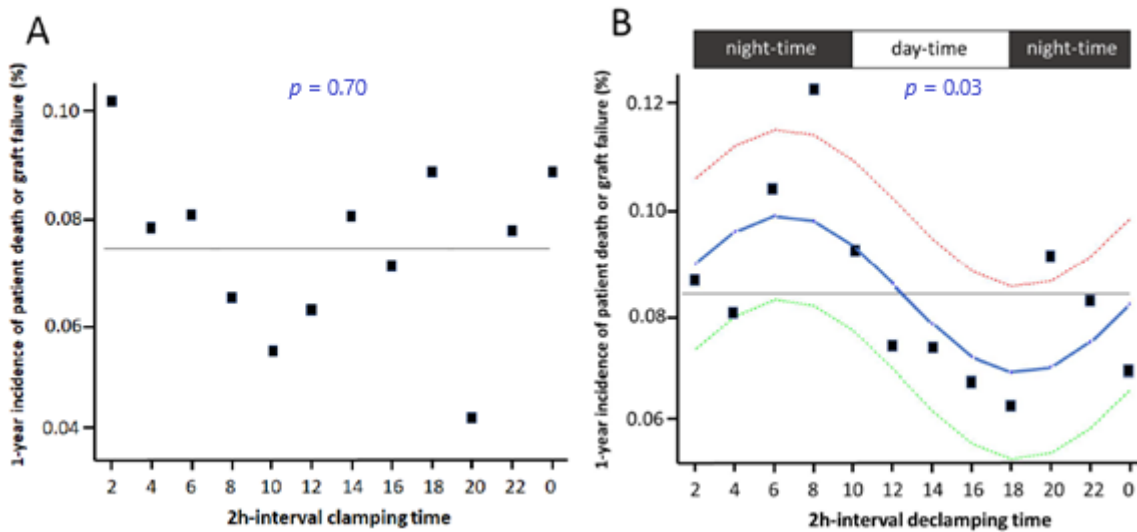 A
1-year incidence of patient death or graft failure (%)
p = 0.70
0.10
0.08
0.06
0.04
2 4 6 8 10 12 14 16 18 20 22 0
2h-interval clamping time
B
night-time day-time night-time
1-year incidence of patient death or graft failure (%)
p = 0.03
0.12
0.10
0.08
0.06
2 4 6 8 10 12 14 16 18 20 22 0
2h-interval declamping time